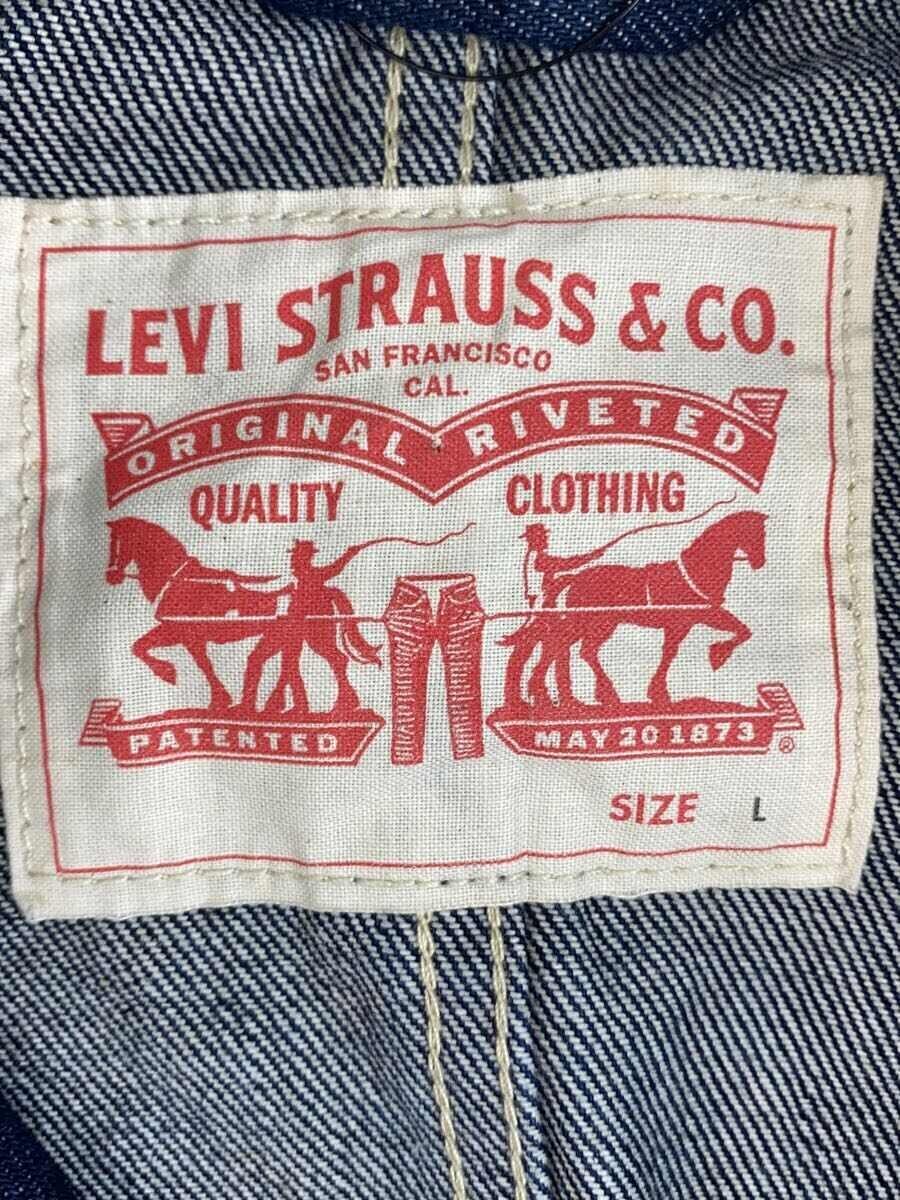 LEVI STRAUSS & CO.
SAN FRANCISCO
CAL.
ORIGINAL RIVETED
QUALITY CLOTHING
PATENTED MAY 20 1873 ®
SIZE L